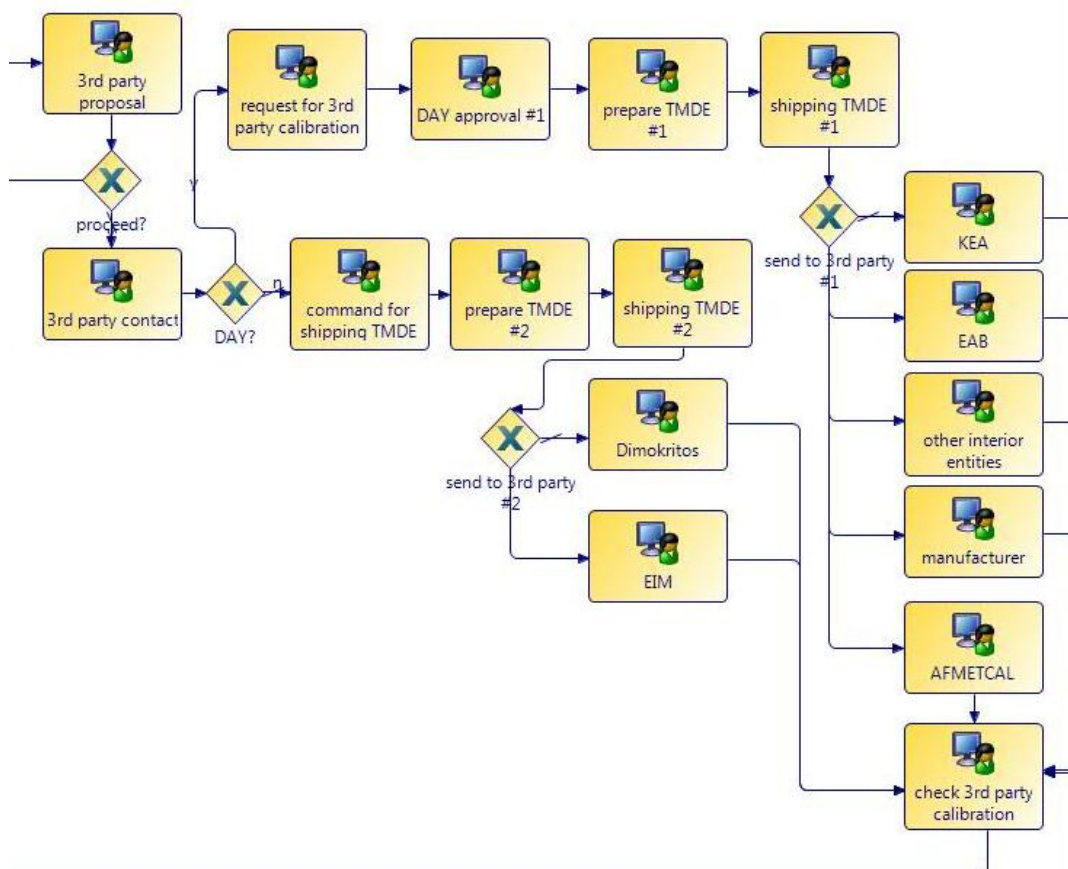 3rd party
proposal
request for 3rd
party calibration
DAY approval #1
prepare TMDE
#1
shipping TMDE
#1
y
proceed?
send to 3rd party
#1
KEA
3rd party contact
DAY?
n
command for
shipping TMDE
prepare TMDE
#2
shipping TMDE
#2
EAB
send to 3rd party
#2
Dimokritos
other interior
entities
EIM
manufacturer
AFMETCAL
check 3rd party
calibration